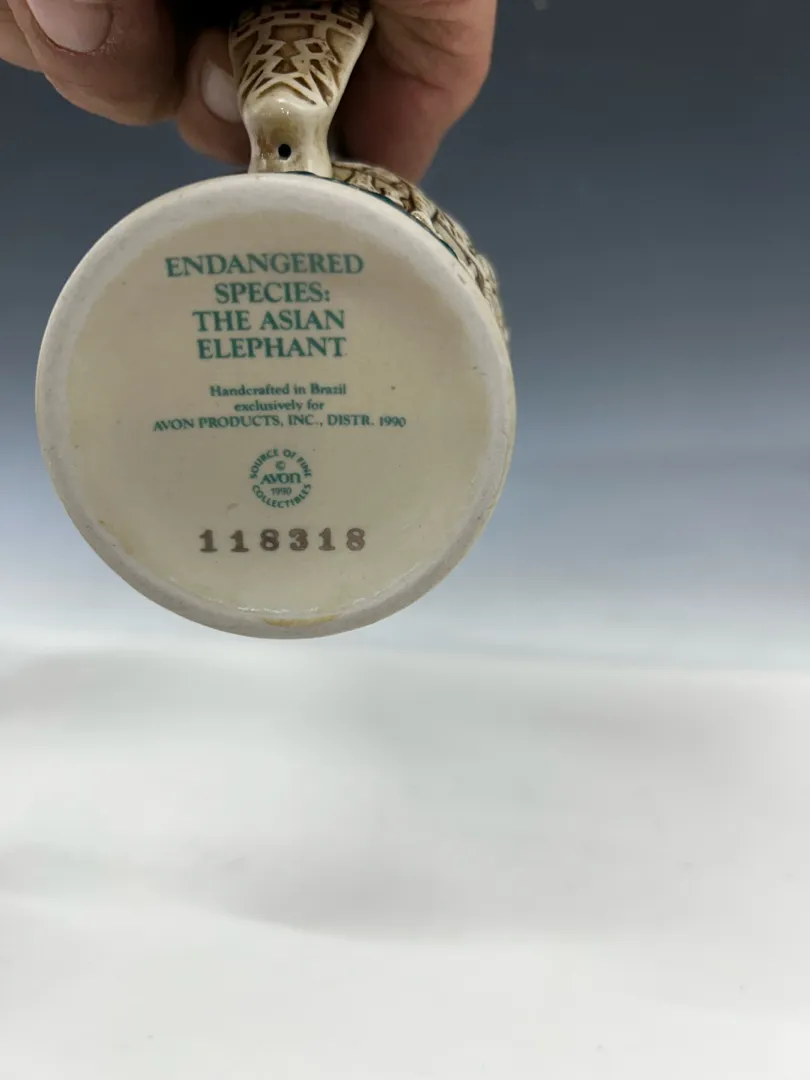 ENDANGERED
SPECIES:
THE ASIAN
ELEPHANT
Handcrafted in Brazil
exclusively for
AVON PRODUCTS, INC., DISTR. 1990
SOURCE OF FINE
©
AVON
1990
COLLECTIBLES
118318